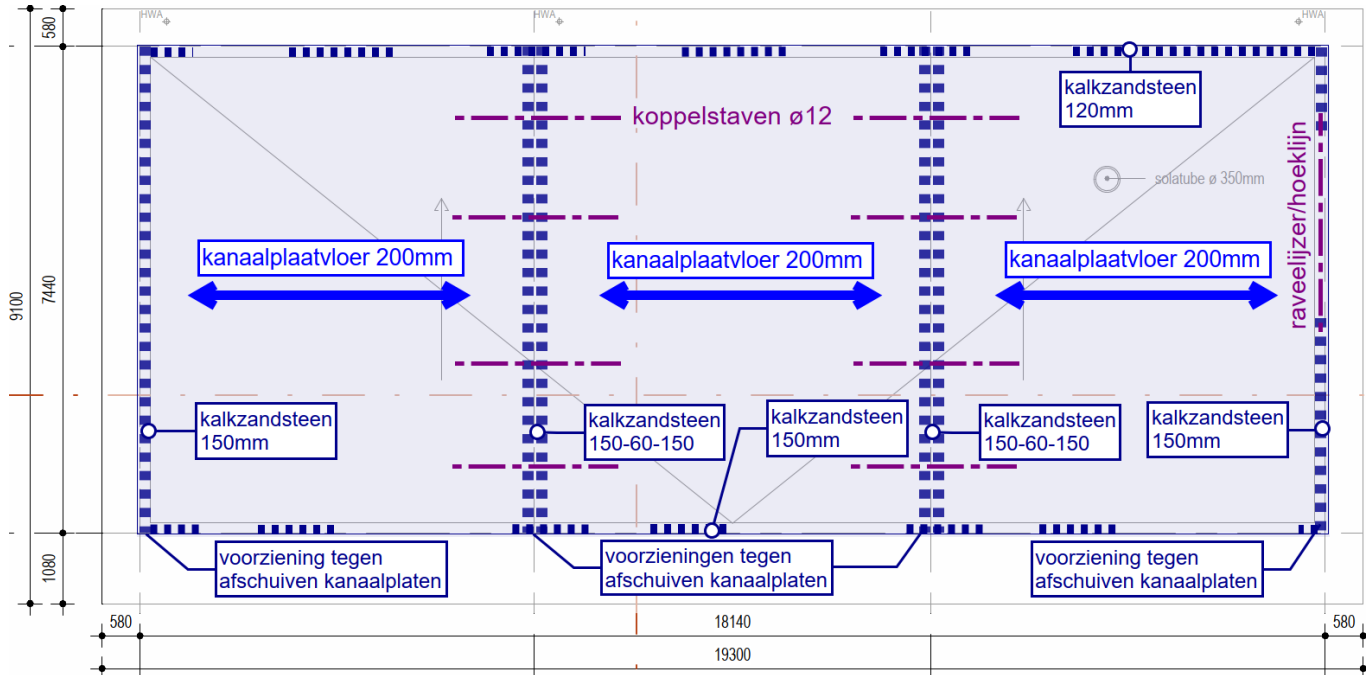 HWA
HWA
HWA
580
kalkzandsteen
120mm
koppelstaven ø12
solatube ø 350mm
raveelijzer/hoeklijn
kanaalplaatvloer 200mm
kanaalplaatvloer 200mm
kanaalplaatvloer 200mm
9100
7440
kalkzandsteen
150mm
kalkzandsteen
150-60-150
kalkzandsteen
150mm
kalkzandsteen
150-60-150
kalkzandsteen
150mm
1080
voorziening tegen
afschuiven kanaalplaten
voorzieningen tegen
afschuiven kanaalplaten
voorziening tegen
afschuiven kanaalplaten
580
18140
580
19300